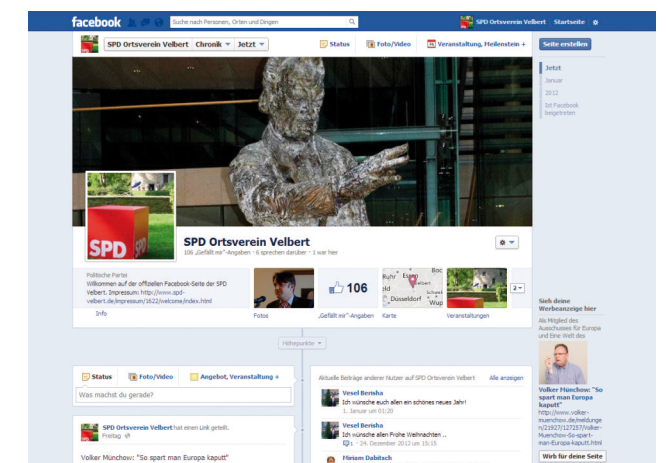 facebook
Suche nach Personen, Orten und Dingen
SPD Ortsverein Velbert Startseite
SPD Ortsverein Velbert Chronik Jetzt
Status Foto/Video Veranstaltung, Meilenstein +
Seite erstellen
Jetzt
Januar
2012
Ist Facebook
beigetreten
SPD
SPD Ortsverein Velbert
106 „Gefällt mir"-Angaben · 6 sprechen darüber · 1 war hier
Politische Partei
Willkommen auf der offiziellen Facebook-Seite der SPD
Velbert. Impressum: http://www.spd-
velbert.de/impressum/1622/welcome/index.html
Info
Fotos
106
„Gefällt mir"-Angaben
Ruhr Essen
Velbert
Düsseldorf Wup
Karte
Veranstaltungen
2
Höhepunkte
Status Foto/Video Angebot, Veranstaltung +
Was machst du gerade?
SPD Ortsverein Velbert hat einen Link geteilt.
Freitag
Volker Münchow: "So spart man Europa kaputt"
Aktuelle Beiträge anderer Nutzer auf SPD Ortsverein Velbert Alle anzeigen
Vesel Berisha
Ich wünsche euch allen ein schönes neues Jahr!
1. Januar um 01:20
Vesel Berisha
Ich wünsche allen Frohe Weihnachten ..
1 · 24. Dezember 2012 um 15:15
Miriam Dabitsch
Sieh deine
Werbeanzeige hier
Als Mitglied des
Ausschusses für Europa
und Eine Welt des
Volker Münchow: "So
spart man Europa
kaputt"
http://www.volker-
muenchow.de/meldunge
n/21927/127257/Volker-
Muenchow-So-spart-
man-Europa-kaputt.html
Wirb für deine Seite